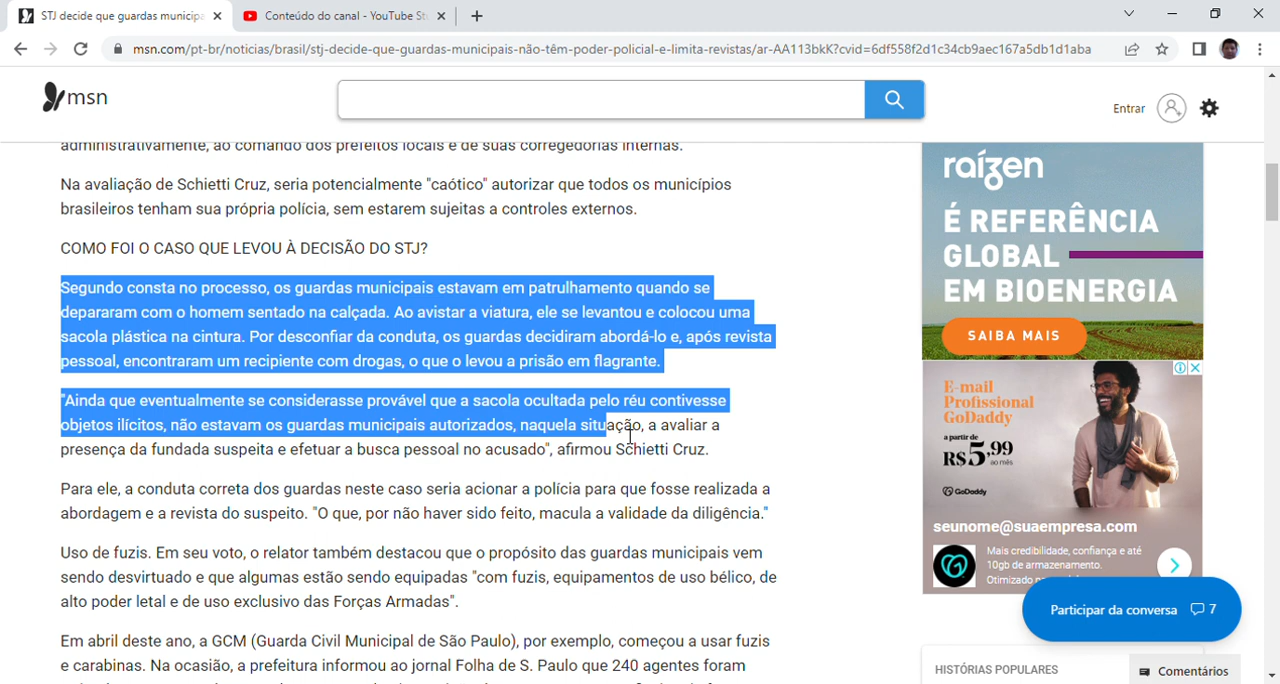 STJ decide que guardas municipa
Conteúdo do canal - YouTube St
msn.com/pt-br/noticias/brasil/stj-decide-que-guardas-municipais-não-têm-poder-policial-e-limita-revistas/ar-AA113bkK?cvid=6df558f2d1c34cb9aec167a5db1d1aba
msn
Entrar
administrativamente, ao comando dos prefeitos locais e de suas corregedorias internas.
Na avaliação de Schietti Cruz, seria potencialmente "caótico" autorizar que todos os municípios
brasileiros tenham sua própria polícia, sem estarem sujeitas a controles externos.
COMO FOI O CASO QUE LEVOU À DECISÃO DO STJ?
Segundo consta no processo, os guardas municipais estavam em patrulhamento quando se
depararam com o homem sentado na calçada. Ao avistar a viatura, ele se levantou e colocou uma
sacola plástica na cintura. Por desconfiar da conduta, os guardas decidiram abordá-lo e, após revista
pessoal, encontraram um recipiente com drogas, o que o levou a prisão em flagrante.
"Ainda que eventualmente se considerasse provável que a sacola ocultada pelo réu contivesse
objetos ilícitos, não estavam os guardas municipais autorizados, naquela situação, a avaliar a
presença da fundada suspeita e efetuar a busca pessoal no acusado", afirmou Schietti Cruz.
Para ele, a conduta correta dos guardas neste caso seria acionar a polícia para que fosse realizada a
abordagem e a revista do suspeito. "O que, por não haver sido feito, macula a validade da diligência."
Uso de fuzis. Em seu voto, o relator também destacou que o propósito das guardas municipais vem
sendo desvirtuado e que algumas estão sendo equipadas "com fuzis, equipamentos de uso bélico, de
alto poder letal e de uso exclusivo das Forças Armadas".
Em abril deste ano, a GCM (Guarda Civil Municipal de São Paulo), por exemplo, começou a usar fuzis
e carabinas. Na ocasião, a prefeitura informou ao jornal Folha de S. Paulo que 240 agentes foram
raízen
É REFERÊNCIA
GLOBAL
EM BIOENERGIA
SAIBA MAIS
E-mail
Profissional
GoDaddy
a partir de
R$5,99
ao mês
GoDaddy
seunome@suaempresa.com
Mais credibilidade, confiança e até
10gb de armazenamento.
Otimizado
Participar da conversa 7
HISTÓRIAS POPULARES
Comentários